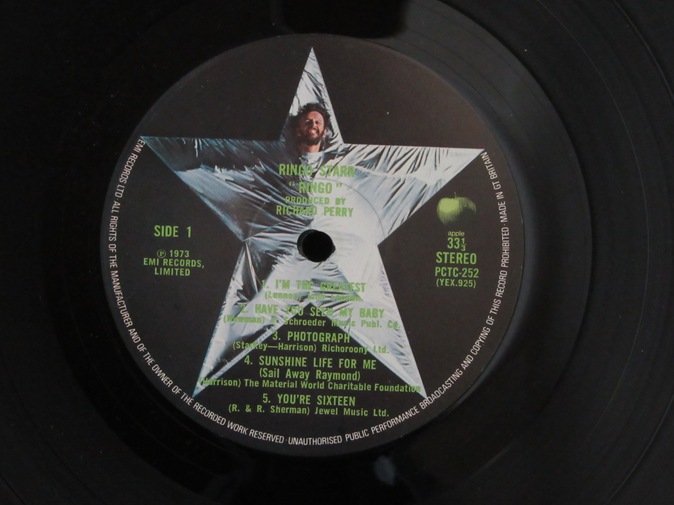 RINGO STARR
"RINGO"
PRODUCED BY
RICHARD PERRY
SIDE 1
℗ 1973
EMI RECORDS,
LIMITED
apple
33⅓
STEREO
PCTC-252
(YEX.925)
1. I'M THE GREATEST
(Lennon)
2. HAVE YOU SEEN MY BABY
(Newman) A. Schroeder Music Publ. Co.
3. PHOTOGRAPH
(Starkey—Harrison) Richoroony Ltd.
4. SUNSHINE LIFE FOR ME
(Sail Away Raymond)
(Harrison) The Material World Charitable Foundation
5. YOU'RE SIXTEEN
(R. & R. Sherman) Jewel Music Ltd.
EMI RECORDS LTD ALL RIGHTS OF THE MANUFACTURER AND OF THE OWNER OF THE RECORDED WORK RESERVED · UNAUTHORISED PUBLIC PERFORMANCE BROADCASTING AND COPYING OF THIS RECORD PROHIBITED MADE IN GT BRITAIN